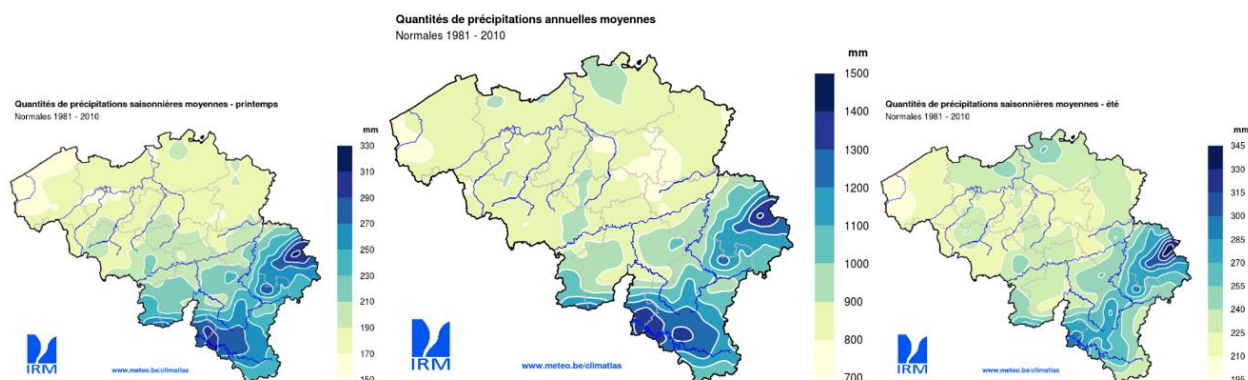 Quantités de précipitations annuelles moyennes
Normales 1981 - 2010
mm
1500
1400
1300
1200
1100
1000
900
800
700
IRM
www.meteo.be/climatlas
Quantités de précipitations saisonnières moyennes - printemps
Normales 1981 - 2010
mm
330
310
290
270
250
230
210
190
170
150
IRM
www.meteo.be/climatlas
Quantités de précipitations saisonnières moyennes - été
Normales 1981 - 2010
mm
345
335
315
300
285
270
255
240
225
210
195
IRM
www.meteo.be/climatlas